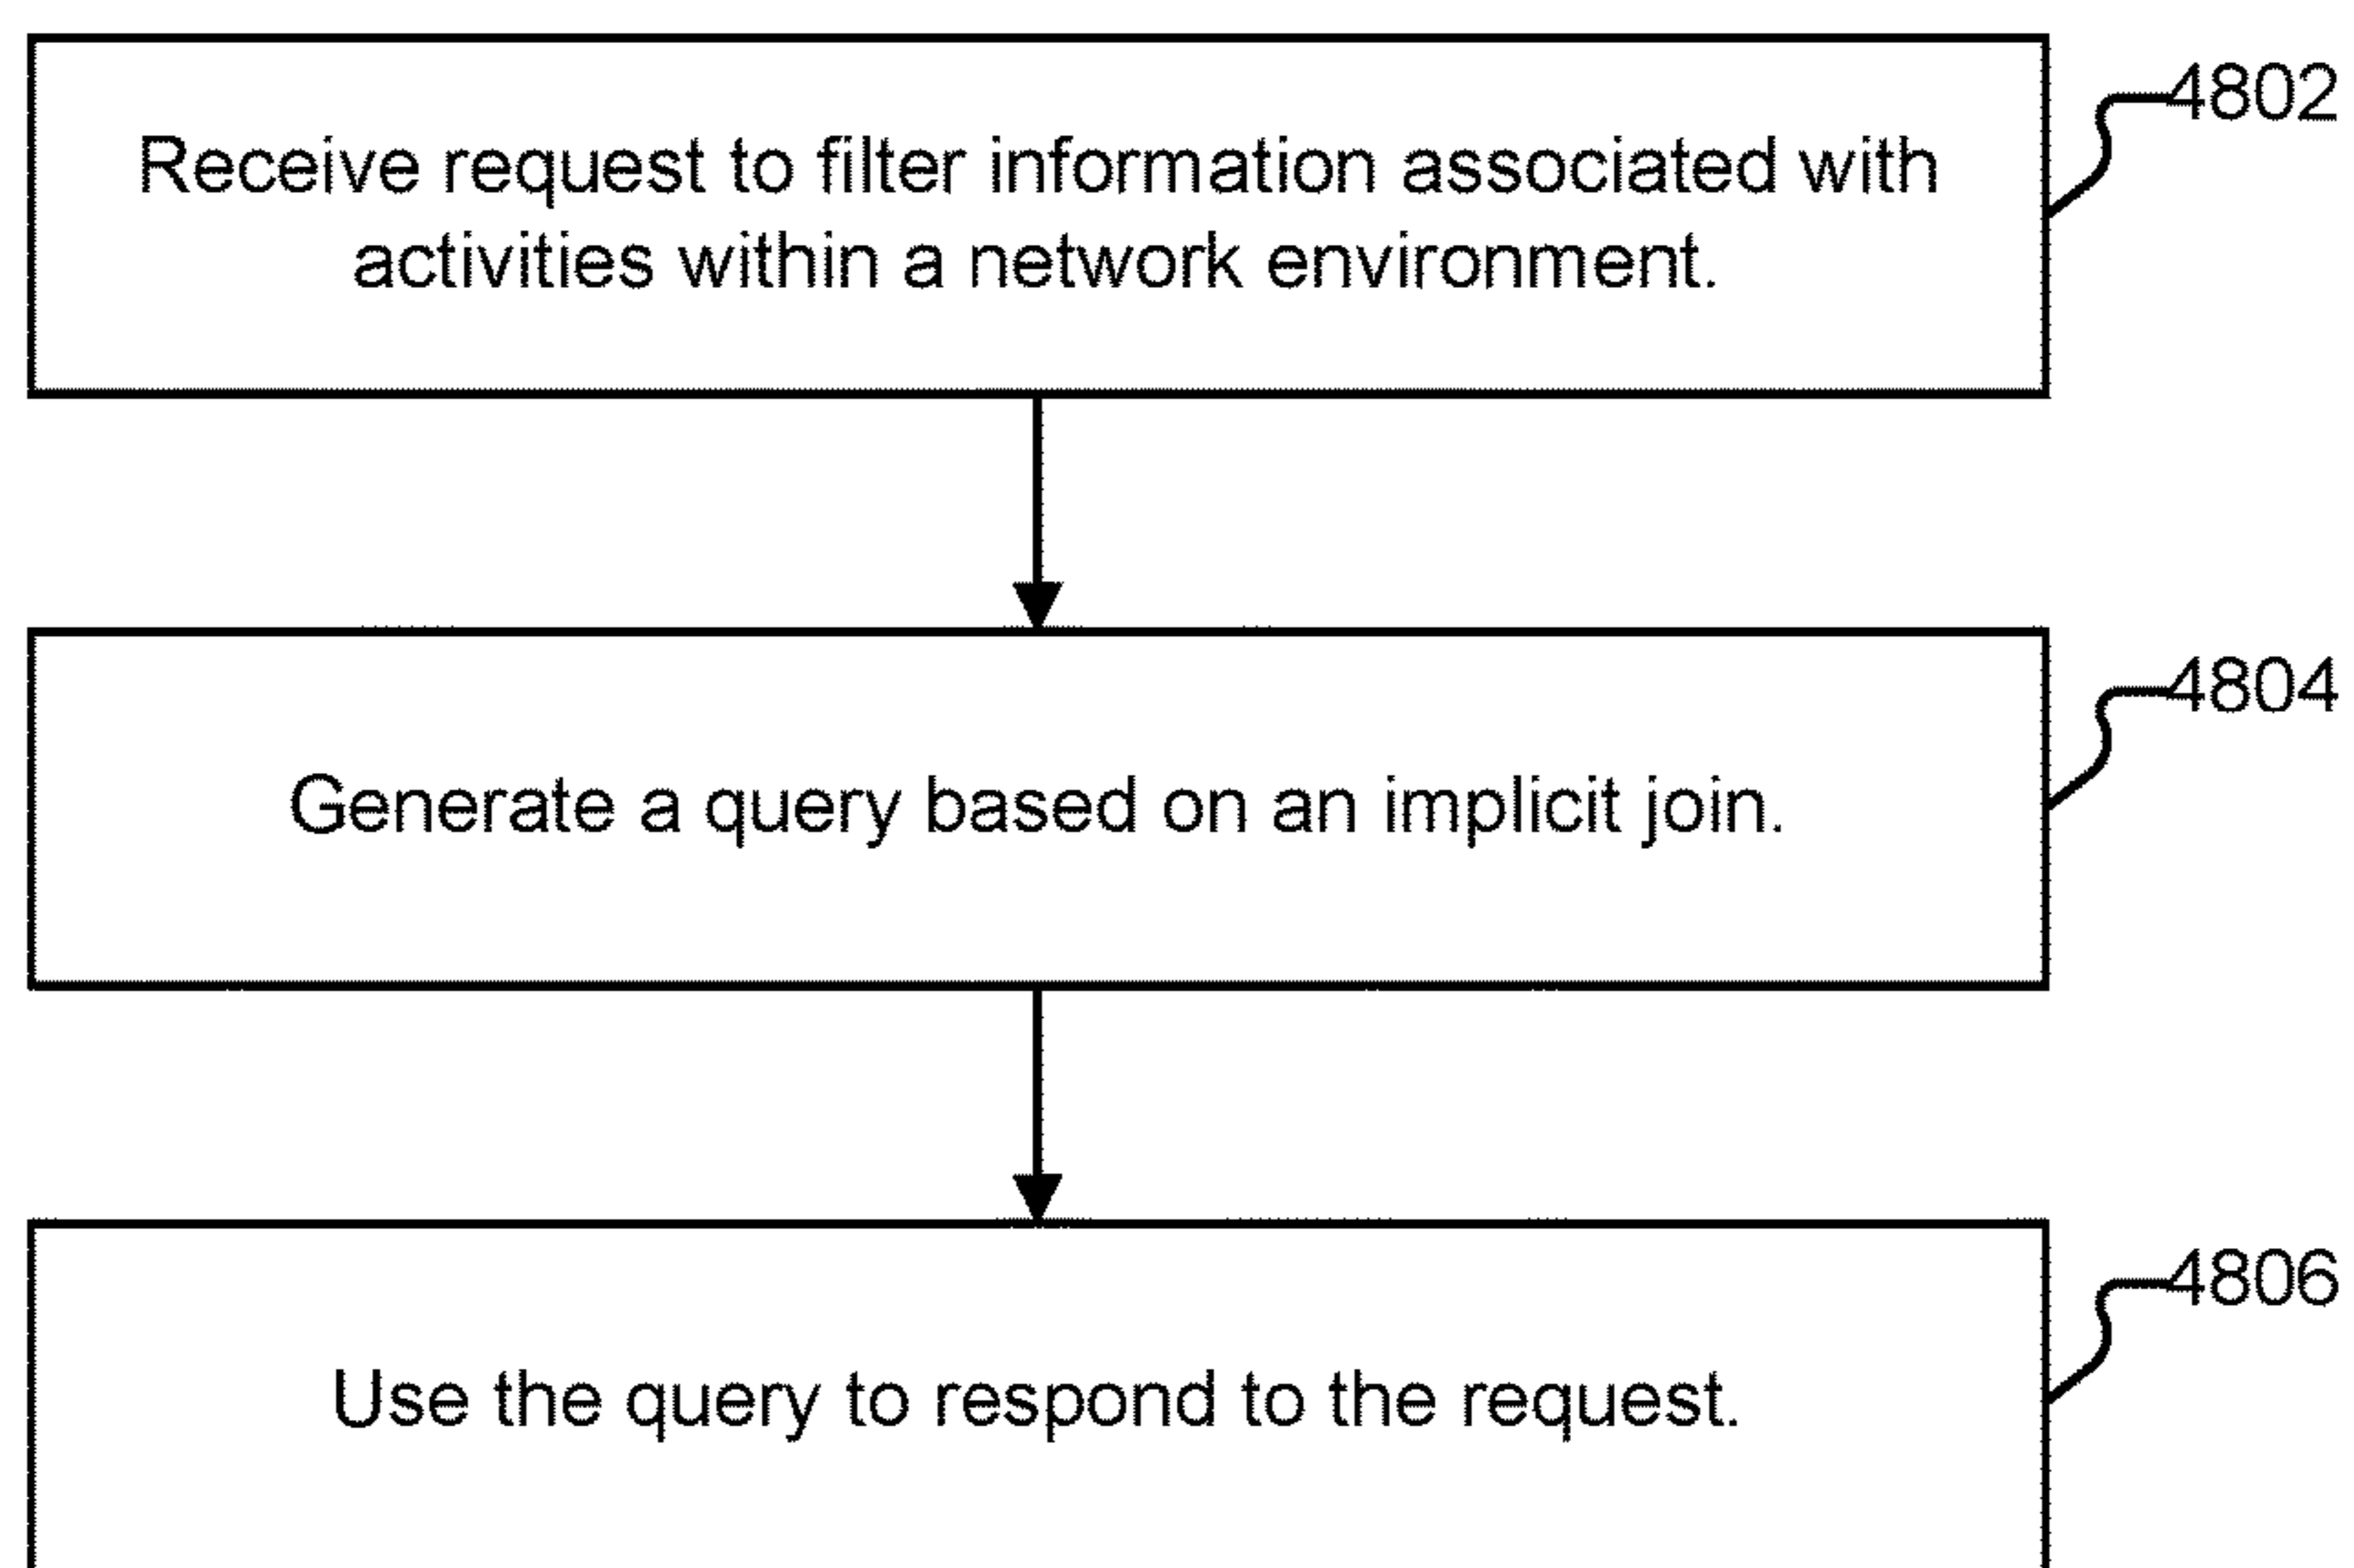 4802
Receive request to filter information associated with
activities within a network environment.
4804
Generate a query based on an implicit join.
4806
Use the query to respond to the request.